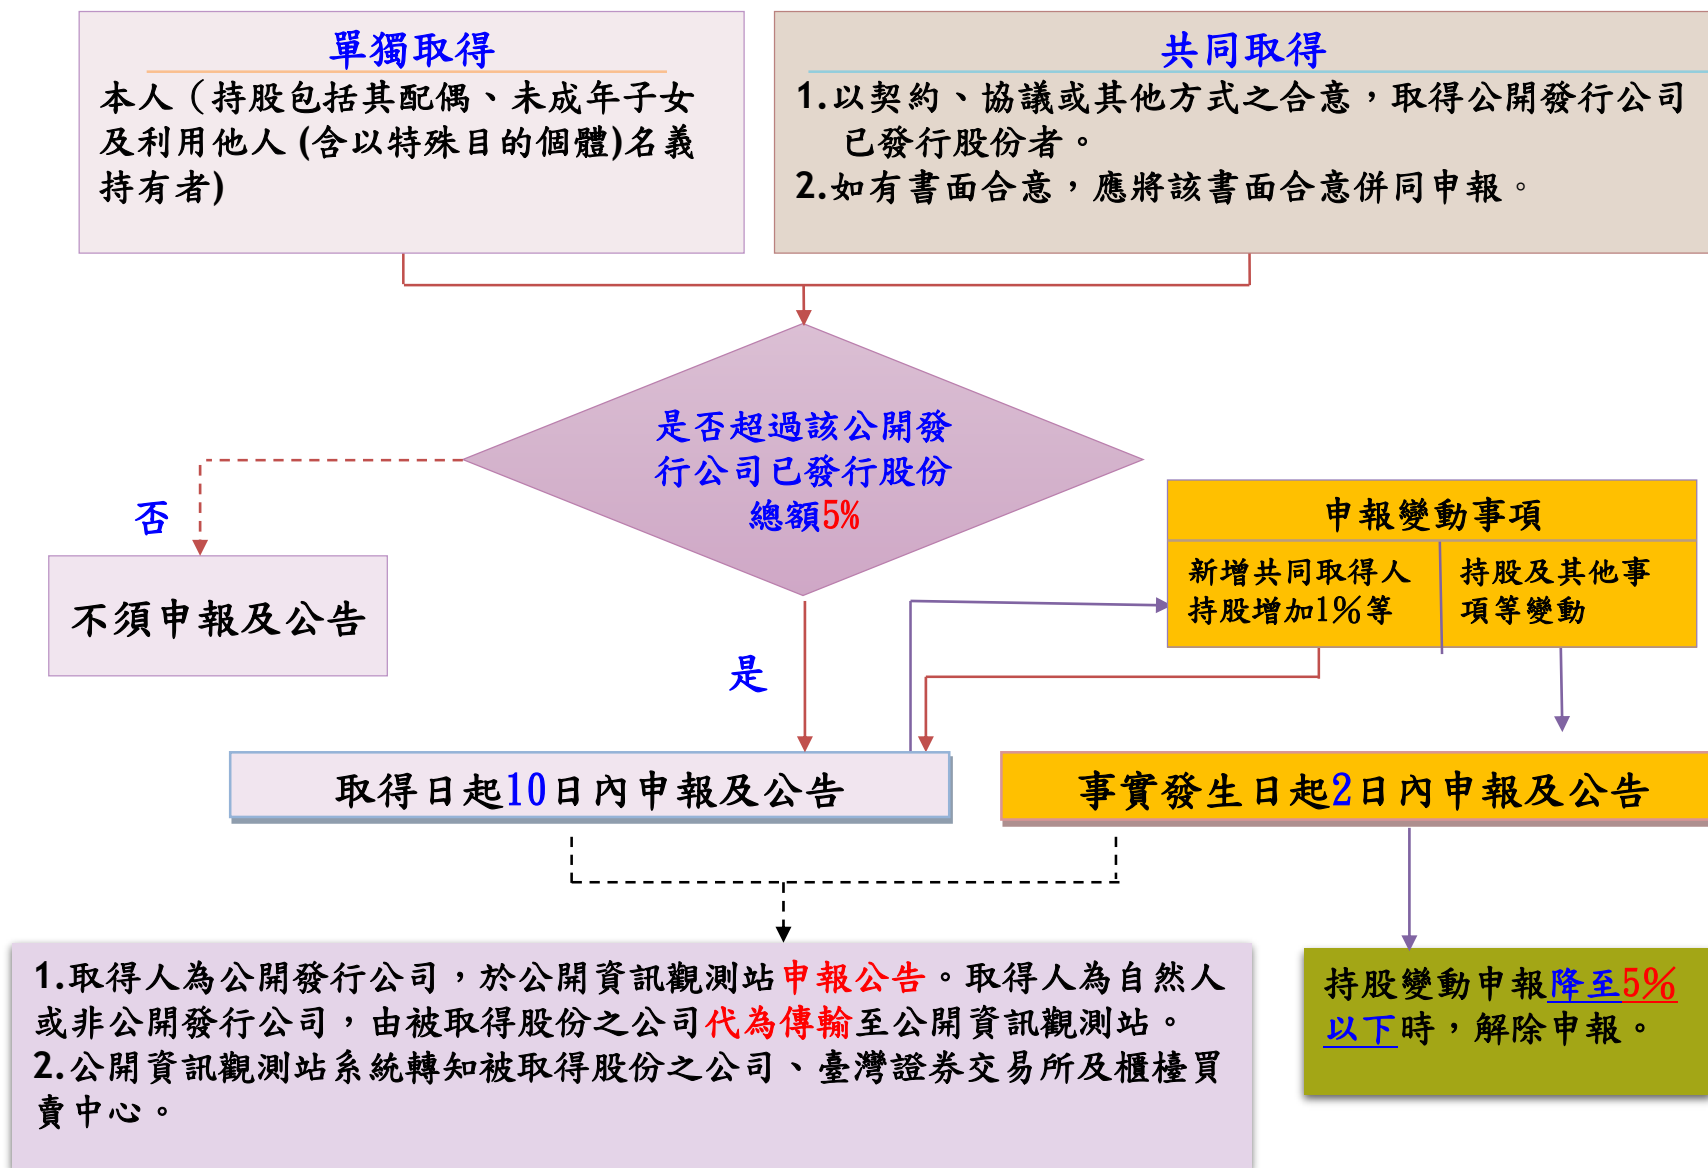 單獨取得
本人（持股包括其配偶、未成年子女
及利用他人 (含以特殊目的個體)名義
持有者)
共同取得
1.以契約、協議或其他方式之合意，取得公開發行公司
已發行股份者。
2.如有書面合意，應將該書面合意併同申報。
是否超過該公開發
行公司已發行股份
總額5%
否
不須申報及公告
是
申報變動事項
新增共同取得人
持股增加1%等
持股及其他事
項等變動
取得日起10日內申報及公告
事實發生日起2日內申報及公告
1.取得人為公開發行公司，於公開資訊觀測站申報公告。取得人為自然人
或非公開發行公司，由被取得股份之公司代為傳輸至公開資訊觀測站。
2.公開資訊觀測站系統轉知被取得股份之公司、臺灣證券交易所及櫃檯買
賣中心。
持股變動申報降至5%
以下時，解除申報。